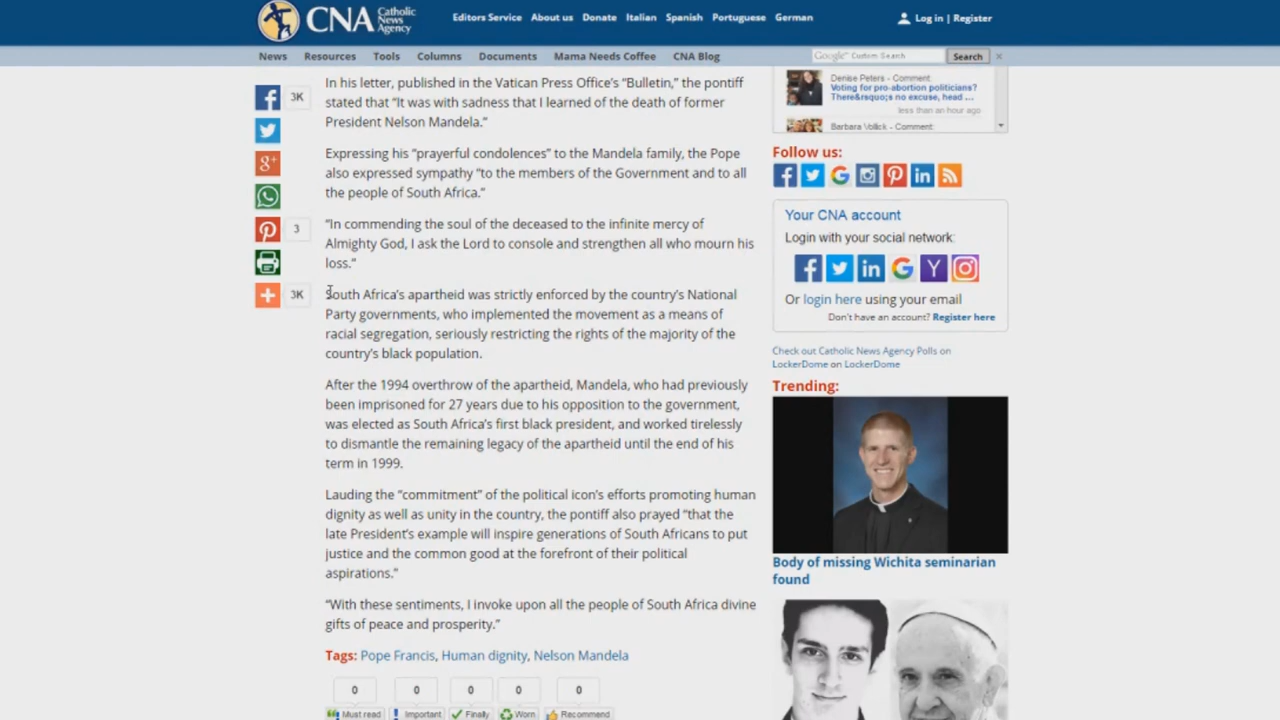 CNA Catholic
News
Agency
Editors Service About us Donate Italian Spanish Portuguese German
Log in | Register
News Resources Tools Columns Documents Mama Needs Coffee CNA Blog
Google™ Custom Search Search ×
In his letter, published in the Vatican Press Office's “Bulletin,” the pontiff
stated that “It was with sadness that I learned of the death of former
President Nelson Mandela.”
Expressing his “prayerful condolences” to the Mandela family, the Pope
also expressed sympathy “to the members of the Government and to all
the people of South Africa.”
“In commending the soul of the deceased to the infinite mercy of
Almighty God, I ask the Lord to console and strengthen all who mourn his
loss.”
South Africa's apartheid was strictly enforced by the country's National
Party governments, who implemented the movement as a means of
racial segregation, seriously restricting the rights of the majority of the
country's black population.
After the 1994 overthrow of the apartheid, Mandela, who had previously
been imprisoned for 27 years due to his opposition to the government,
was elected as South Africa's first black president, and worked tirelessly
to dismantle the remaining legacy of the apartheid until the end of his
term in 1999.
Lauding the “commitment” of the political icon's efforts promoting human
dignity as well as unity in the country, the pontiff also prayed “that the
late President's example will inspire generations of South Africans to put
justice and the common good at the forefront of their political
aspirations.”
“With these sentiments, I invoke upon all the people of South Africa divine
gifts of peace and prosperity.”
Tags: Pope Francis, Human dignity, Nelson Mandela
0 0 0 0 0
Must read Important Finally Worn Recommend
3K
3
3K
Denise Peters - Comment:
Voting for pro-abortion politicians?
There&rsquo;s no excuse, head ...
less than an hour ago
Barbara Vollick - Comment:
Follow us:
Your CNA account
Login with your social network:
Or login here using your email
Don't have an account? Register here
Check out Catholic News Agency Polls on
LockerDome on LockerDome
Trending:
Body of missing Wichita seminarian
found